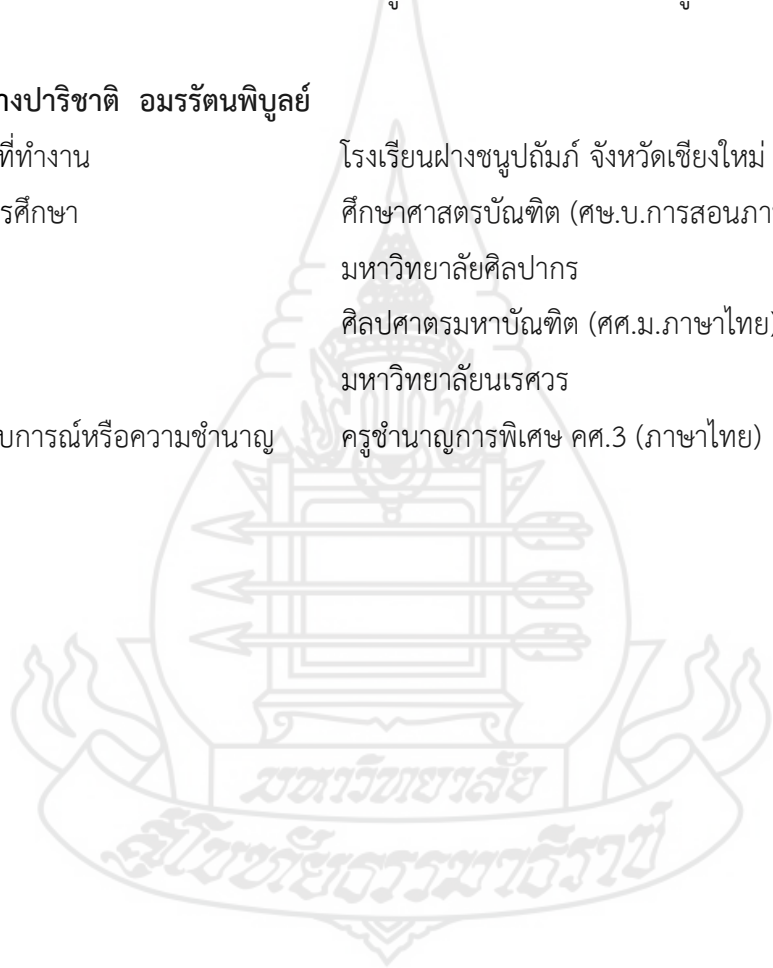 งปาริชาติ อมรรัตนพิบูลย์
ที่ทำงาน โรงเรียนฝางชนูปถัมภ์ จังหวัดเชียงใหม่
รศึกษา ศึกษาศาสตรบัณฑิต (ศษ.บ.การสอนภา
มหาวิทยาลัยศิลปากร
ศิลปศาตรมหาบัณฑิต (ศศ.ม.ภาษาไทย)
มหาวิทยาลัยนเรศวร
บการณ์หรือความชำนาญ ครูชำนาญการพิเศษ คศ.3 (ภาษาไทย)
มหาวิทยาลัย
สุโขทัยธรรมาธิราช